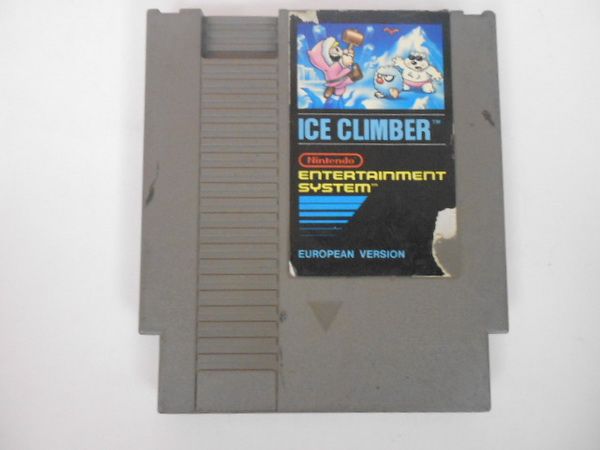 ICE CLIMBER™
Nintendo
ENTERTAINMENT
SYSTEM™
EUROPEAN VERSION